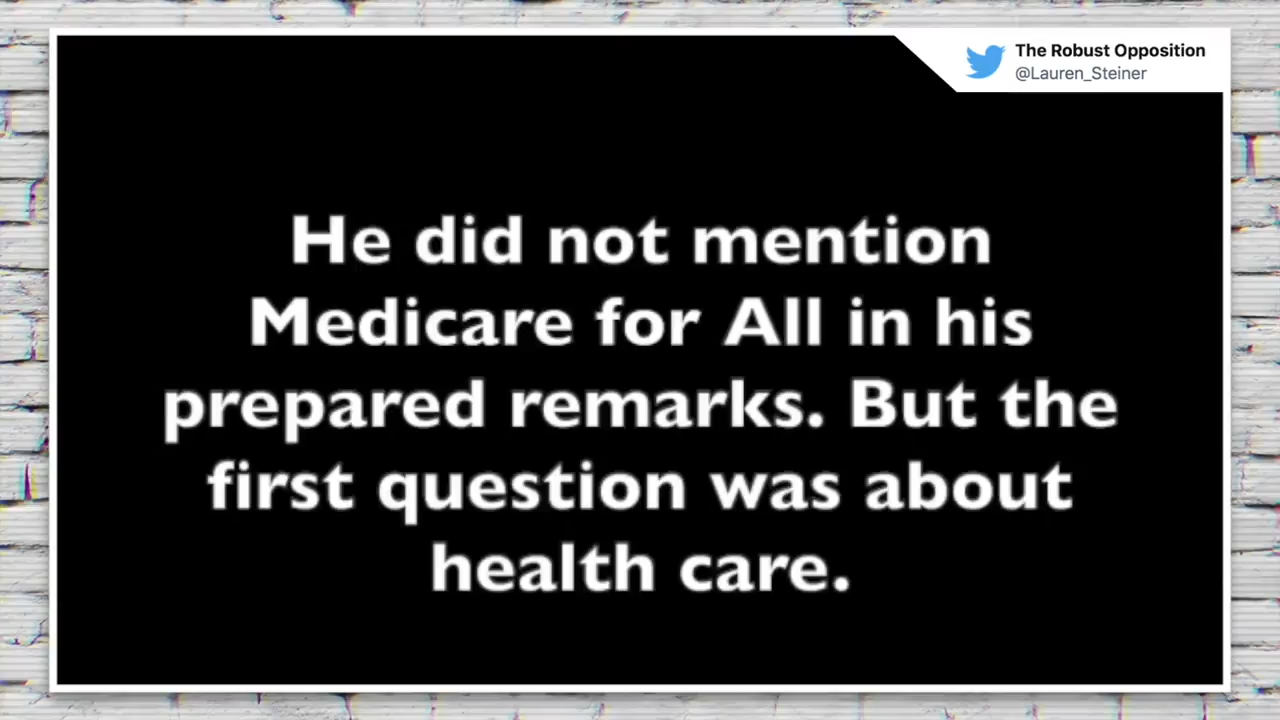 The Robust Opposition
@Lauren_Steiner
He did not mention
Medicare for All in his
prepared remarks. But the
first question was about
health care.